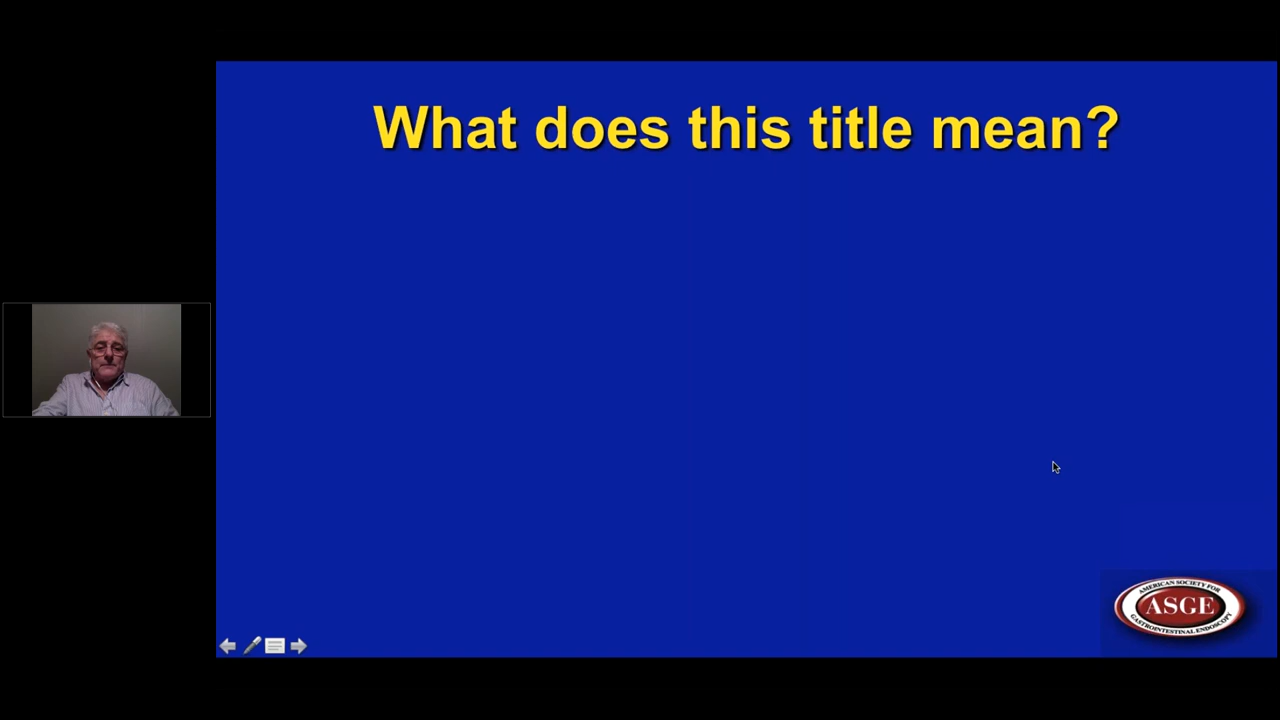 What does this title mean?
AMERICAN SOCIETY FOR
ASGE
GASTROINTESTINAL ENDOSCOPY